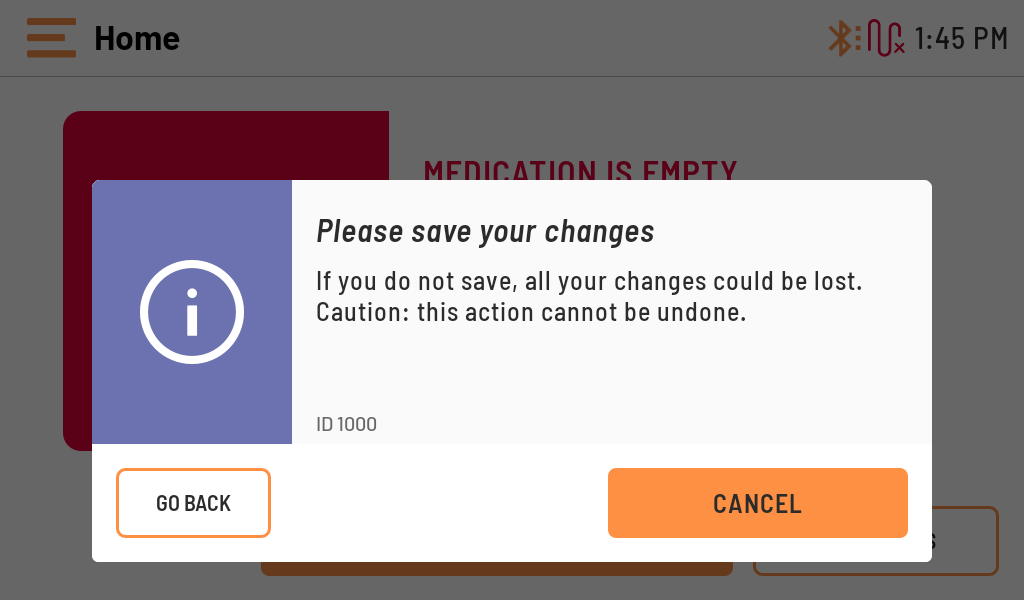 Home
1:45 PM
MEDICATION IS EMPTY
Please save your changes
If you do not save, all your changes could be lost.
Caution: this action cannot be undone.
ID 1000
GO BACK
CANCEL